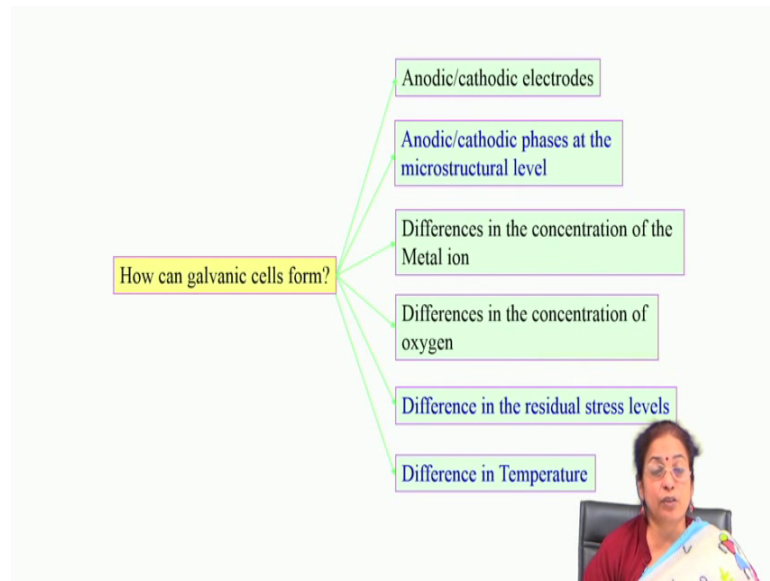 Anodic/cathodic electrodes
Anodic/cathodic phases at the
microstructural level
Differences in the concentration of the
Metal ion
How can galvanic cells form?
Differences in the concentration of
oxygen
Difference in the residual stress levels
Difference in Temperature